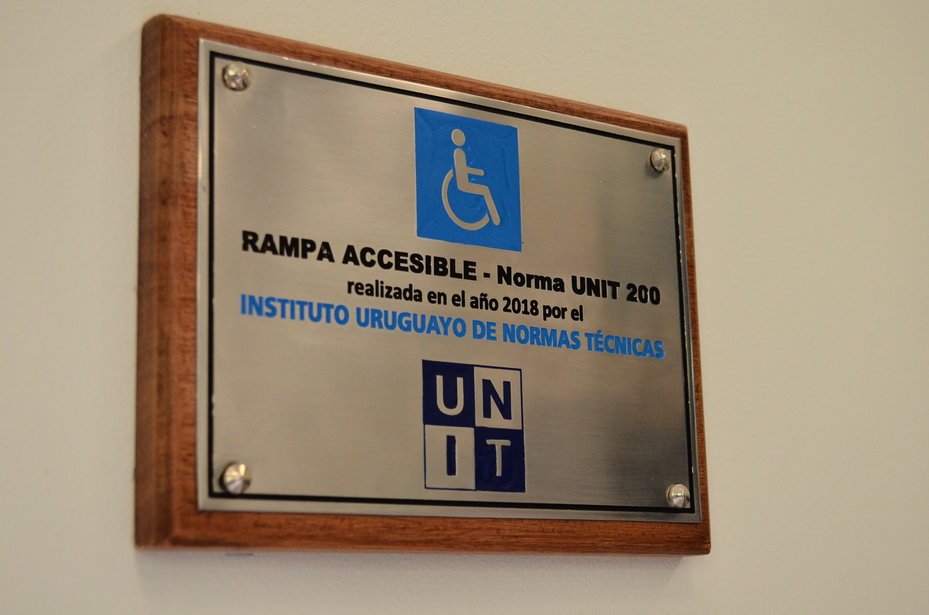 RAMPA ACCESIBLE - Norma UNIT 200
realizada en el año 2018 por el
INSTITUTO URUGUAYO DE NORMAS TÉCNICAS
UN
IT